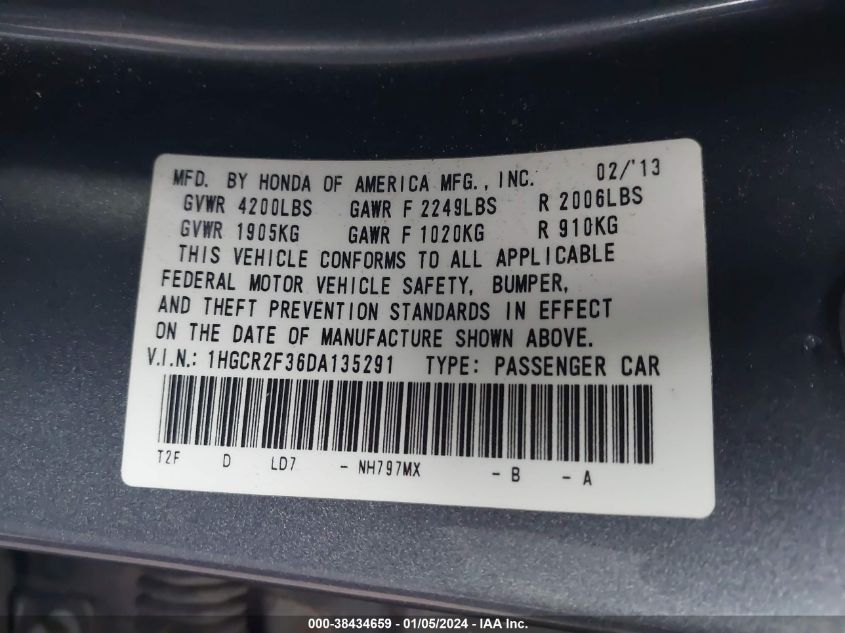 MFD. BY HONDA OF AMERICA MFG., INC. 02/'13
GVWR 4200LBS GAWR F 2249LBS R 2006LBS
GVWR 1905KG GAWR F 1020KG R 910KG
THIS VEHICLE CONFORMS TO ALL APPLICABLE
FEDERAL MOTOR VEHICLE SAFETY, BUMPER,
AND THEFT PREVENTION STANDARDS IN EFFECT
ON THE DATE OF MANUFACTURE SHOWN ABOVE.
V.I.N.: 1HGCR2F36DA135291 TYPE: PASSENGER CAR
T2F D LD7 - NH797MX - B - A
000-38434659 - 01/05/2024 - IAA Inc.